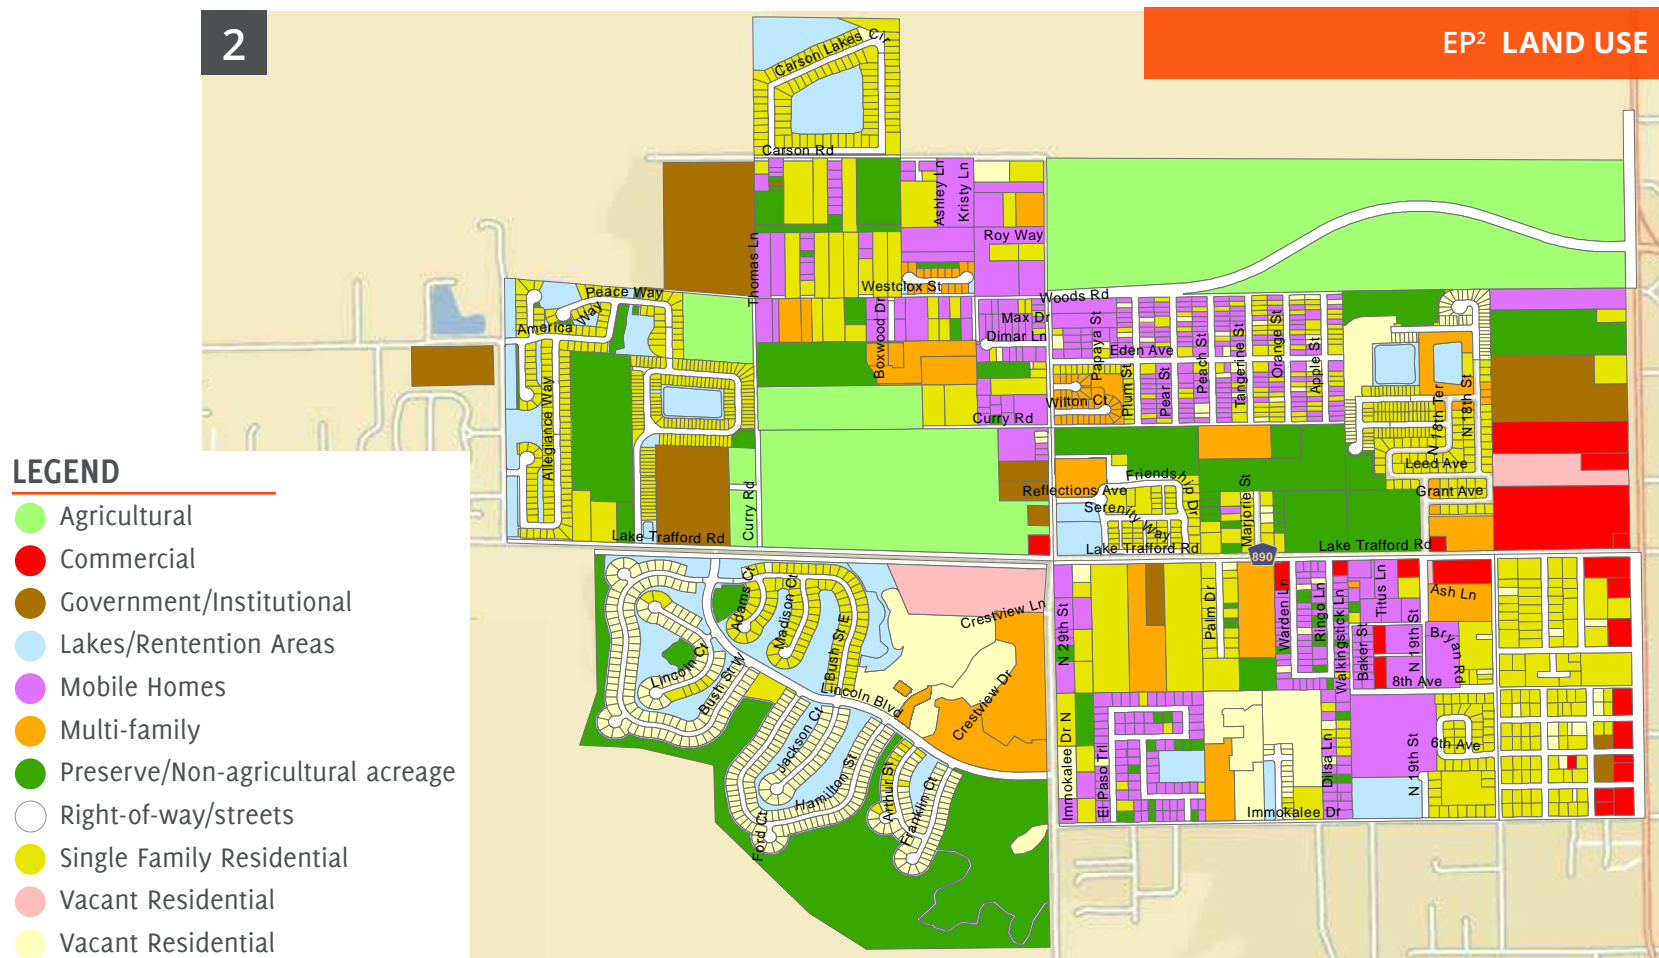 2
EP² LAND USE
Carson Lakes Cir
Carson Rd
Ashley Ln
Kristy Ln
Thomas Ln
Roy Way
Westclox St
Peace Way
Woods Rd
America Way
Boxwood Dr
Max Dr
Dimar Ln
Papaya St
Eden Ave
Peach St
Tangerine St
Orange St
Apple St
Plum St
Pear St
Wilton Ct
Curry Rd
N 18th Ter
N 18th St
Allegiance Way
Leed Ave
Friendship Dr
Reflections Ave
Grant Ave
Serenity Way
Marjorie St
Curry Rd
Lake Trafford Rd
Lake Trafford Rd
Lake Trafford Rd
890
LEGEND
Agricultural
Commercial
Government/Institutional
Lakes/Rentention Areas
Mobile Homes
Multi-family
Preserve/Non-agricultural acreage
Right-of-way/streets
Single Family Residential
Vacant Residential
Vacant Residential
Adams Ct
Madison Ct
Bush St E
Lincoln Ct
Bush St W
Lincoln Blvd
Crestview Ln
Crestview Dr
Jackson Ct
Hamilton St
Arthur St
Franklin Ct
Ford Ct
N 29th St
Palm Dr
Warden Ln
Ringo Ln
Walkingstick Ln
Baker St
Titus Ln
N 19th St
Ash Ln
Bryan Rd
8th Ave
Immokalee Dr N
El Paso Trl
Dilsa Ln
N 19th St
6th Ave
Immokalee Dr